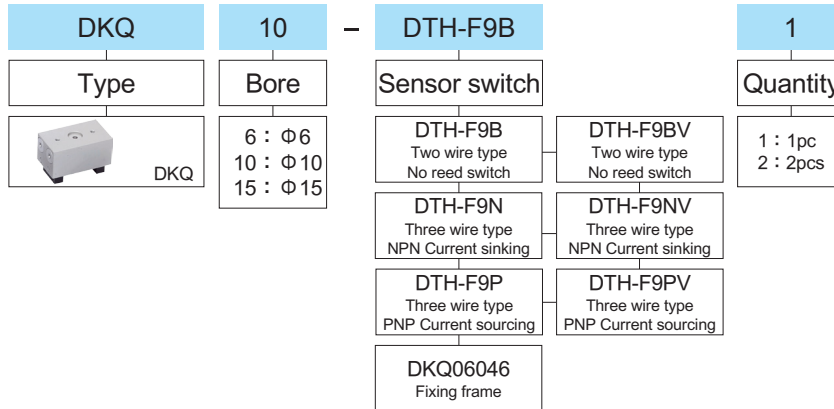 DKQ
10
–
DTH-F9B
1
Type
Bore
Sensor switch
Quantity
DKQ
6：Φ6
10：Φ10
15：Φ15
DTH-F9B
Two wire type
No reed switch
DTH-F9BV
Two wire type
No reed switch
1：1pc
2：2pcs
DTH-F9N
Three wire type
NPN Current sinking
DTH-F9NV
Three wire type
NPN Current sinking
DTH-F9P
Three wire type
PNP Current sourcing
DTH-F9PV
Three wire type
PNP Current sourcing
DKQ06046
Fixing frame